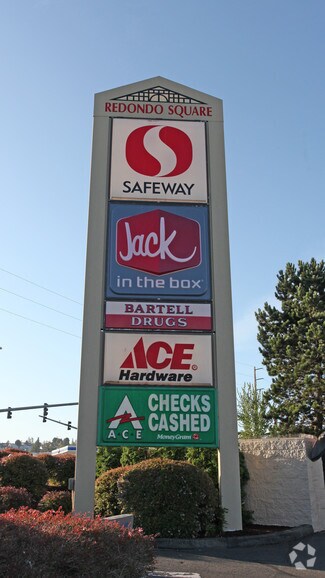 REDONDO SQUARE
SAFEWAY
Jack
in the box
BARTELL
DRUGS
ACE
Hardware
CHECKS
CASHED
ACE
MoneyGram